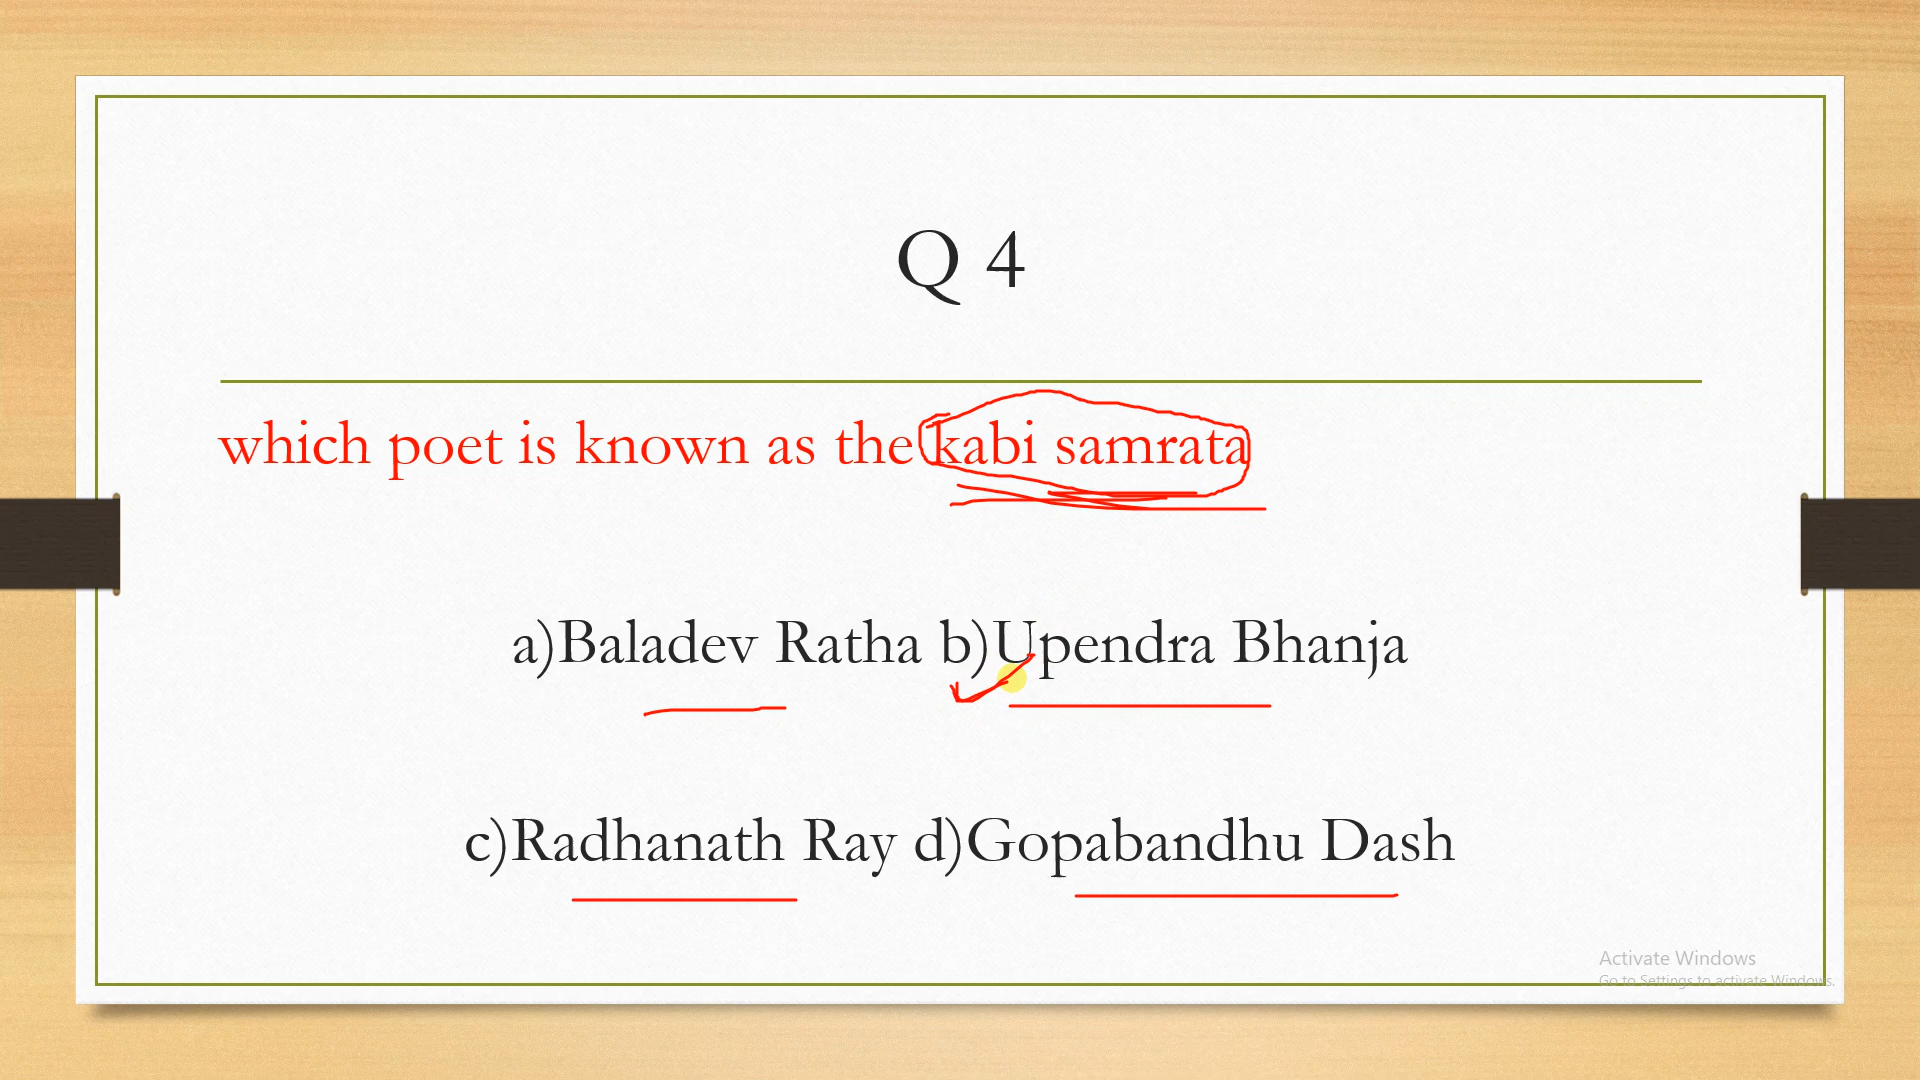 Q 4
which poet is known as the kabi samrata
a)Baladev Ratha b)Upendra Bhanja
c)Radhanath Ray d)Gopabandhu Dash
Activate Windows
Go to Settings to activate Windows.